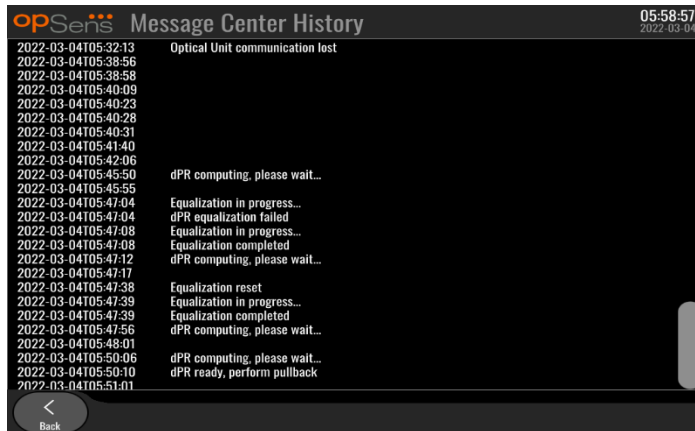 opSens Message Center History 05:58:57
2022-03-04
2022-03-04T05:32:13 Optical Unit communication lost
2022-03-04T05:38:56
2022-03-04T05:38:58
2022-03-04T05:40:09
2022-03-04T05:40:23
2022-03-04T05:40:28
2022-03-04T05:40:31
2022-03-04T05:41:40
2022-03-04T05:42:06
2022-03-04T05:45:50 dPR computing, please wait...
2022-03-04T05:45:55
2022-03-04T05:47:04 Equalization in progress...
2022-03-04T05:47:04 dPR equalization failed
2022-03-04T05:47:08 Equalization in progress...
2022-03-04T05:47:08 Equalization completed
2022-03-04T05:47:12 dPR computing, please wait...
2022-03-04T05:47:17
2022-03-04T05:47:38 Equalization reset
2022-03-04T05:47:39 Equalization in progress...
2022-03-04T05:47:39 Equalization completed
2022-03-04T05:47:56 dPR computing, please wait...
2022-03-04T05:48:01
2022-03-04T05:50:06 dPR computing, please wait...
2022-03-04T05:50:10 dPR ready, perform pullback
2022-03-04T05:51:01
Back